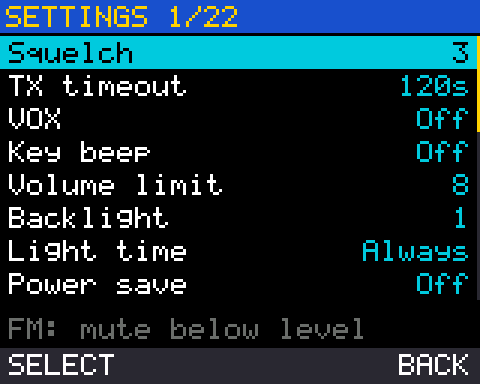 SETTINGS 1/22
Squelch 3
TX timeout 120s
VOX Off
Key beep Off
Volume limit 8
Backlight 1
Light time Always
Power save Off
FM: mute below level
SELECT BACK